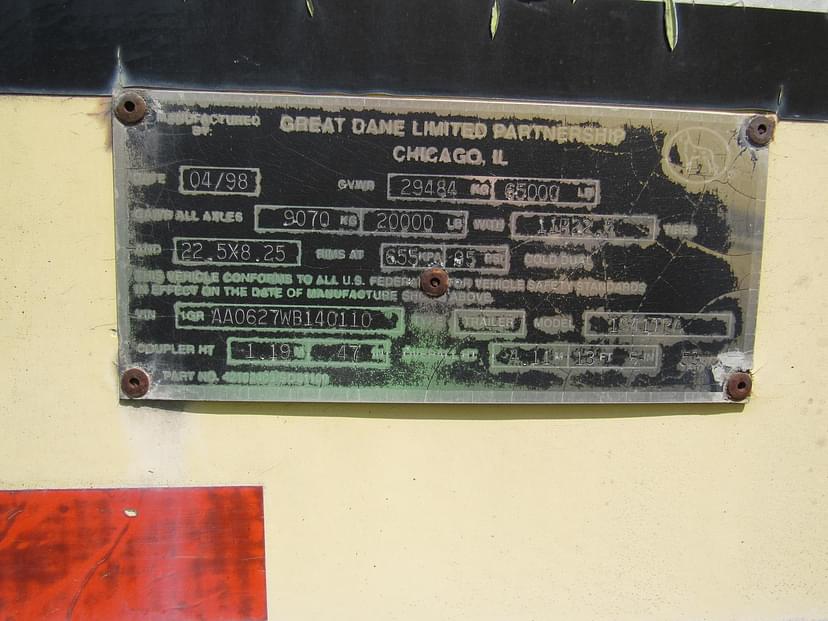 MANUFACTURED BY: GREAT DANE LIMITED PARTNERSHIP
CHICAGO, IL
DATE 04/98 GVWR 29484 KG 65000 LB
GAWR ALL AXLES 9070 KG 20000 LB WITH TIRES
AND 22.5X8.25 RIMS AT 655 KPA 95 PSI COLD DUAL
THIS VEHICLE CONFORMS TO ALL U.S. FEDERAL MOTOR VEHICLE SAFETY STANDARDS
IN EFFECT ON THE DATE OF MANUFACTURE SHOWN ABOVE
VIN 1GR AA0627WB140110 TYPE TRAILER MODEL
COUPLER HT 1.19 M 47 IN OVERALL HT 4.11 M 13 FT 6 IN
PART NO.